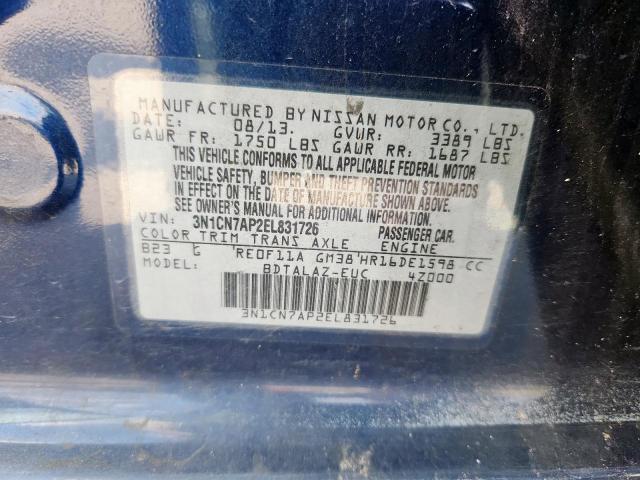 MANUFACTURED BY NISSAN MOTOR CO., LTD.
DATE: 08/13. GVWR: 3389 LBS
GAWR FR: 1750 LBS GAWR RR: 1687 LBS
THIS VEHICLE CONFORMS TO ALL APPLICABLE FEDERAL MOTOR
VEHICLE SAFETY, BUMPER AND THEFT PREVENTION STANDARDS
IN EFFECT ON THE DATE OF MANUFACTURE SHOWN ABOVE.
SEE OWNER'S MANUAL FOR ADDITIONAL INFORMATION.
VIN: 3N1CN7AP2EL831726 PASSENGER CAR.
COLOR TRIM TRANS AXLE ENGINE
B23 G RE0F11A GM38 HR16DE1598 CC
MODEL: BDTALAZ-EUC 4Z000
3N1CN7AP2EL831726